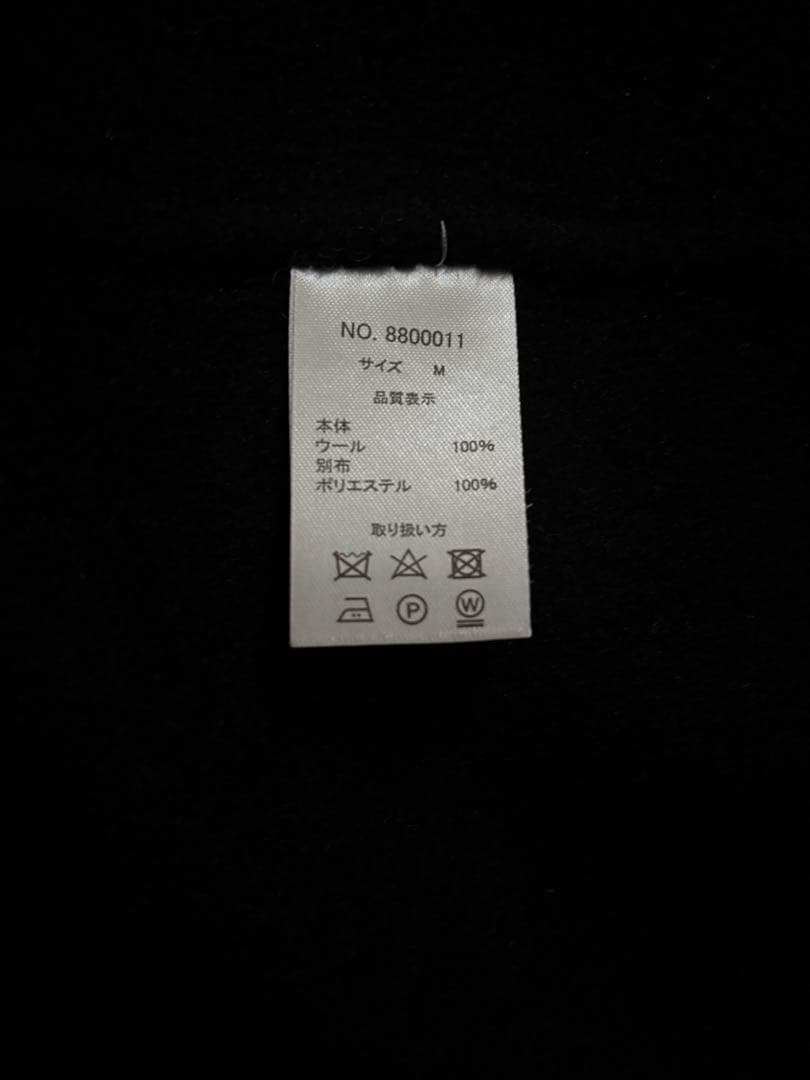 NO. 8800011
サイズ M
品質表示
本体
ウール 100%
別布
ポリエステル 100%
取り扱い方
P W